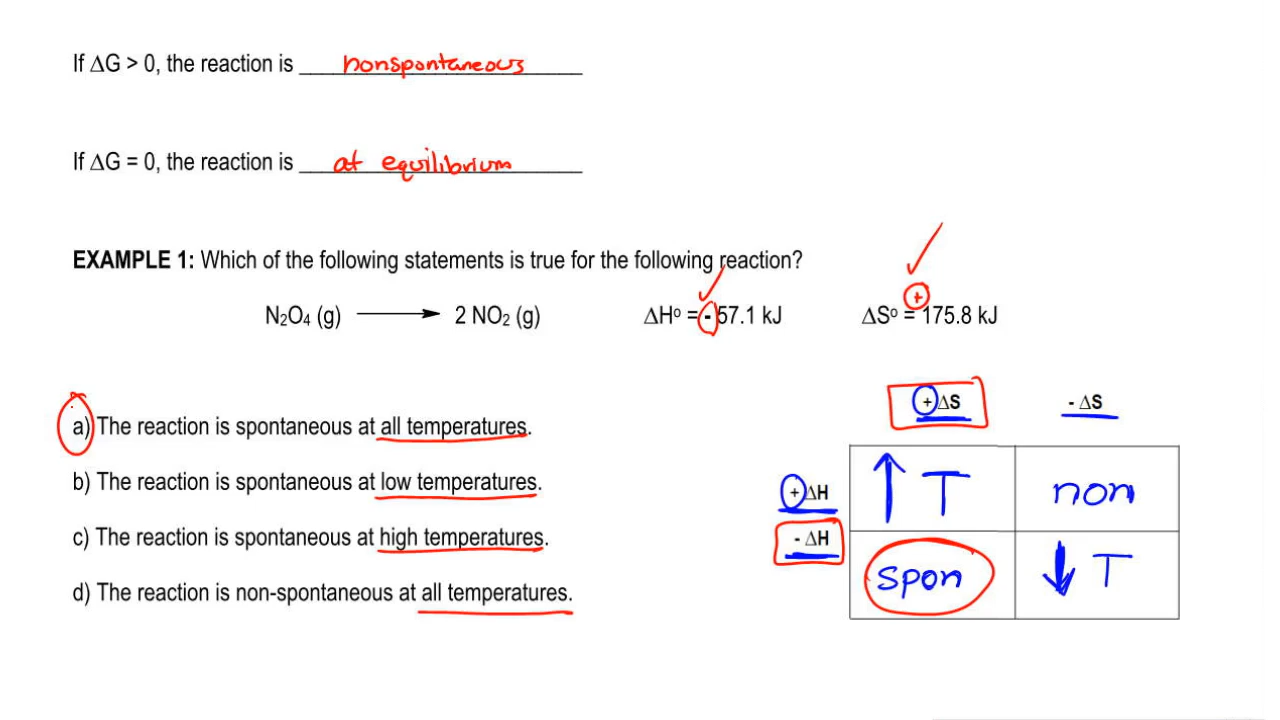 If ΔG > 0, the reaction is nonspontaneous
If ΔG = 0, the reaction is at equilibrium
EXAMPLE 1: Which of the following statements is true for the following reaction?
N₂O₄ (g) ⟶ 2 NO₂ (g) ΔHº = - 57.1 kJ ΔSº = + 175.8 kJ
+ ΔS - ΔS
a) The reaction is spontaneous at all temperatures.
b) The reaction is spontaneous at low temperatures.
+ ΔH ↑ T non
c) The reaction is spontaneous at high temperatures.
- ΔH spon ↓ T
d) The reaction is non-spontaneous at all temperatures.